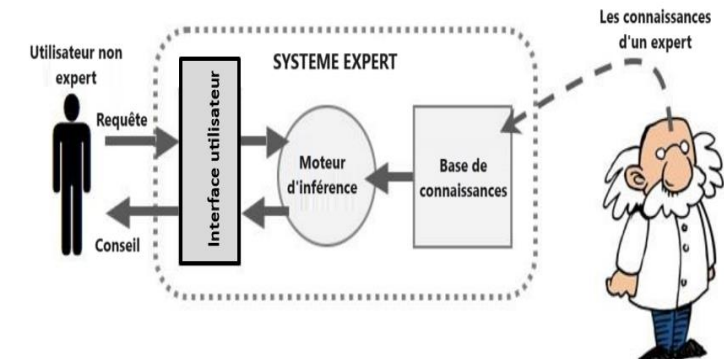 Les connaissances
d'un expert
Utilisateur non
expert
SYSTEME EXPERT
Requête
Interface utilisateur
Moteur
d'inférence
Base de
connaissances
Conseil